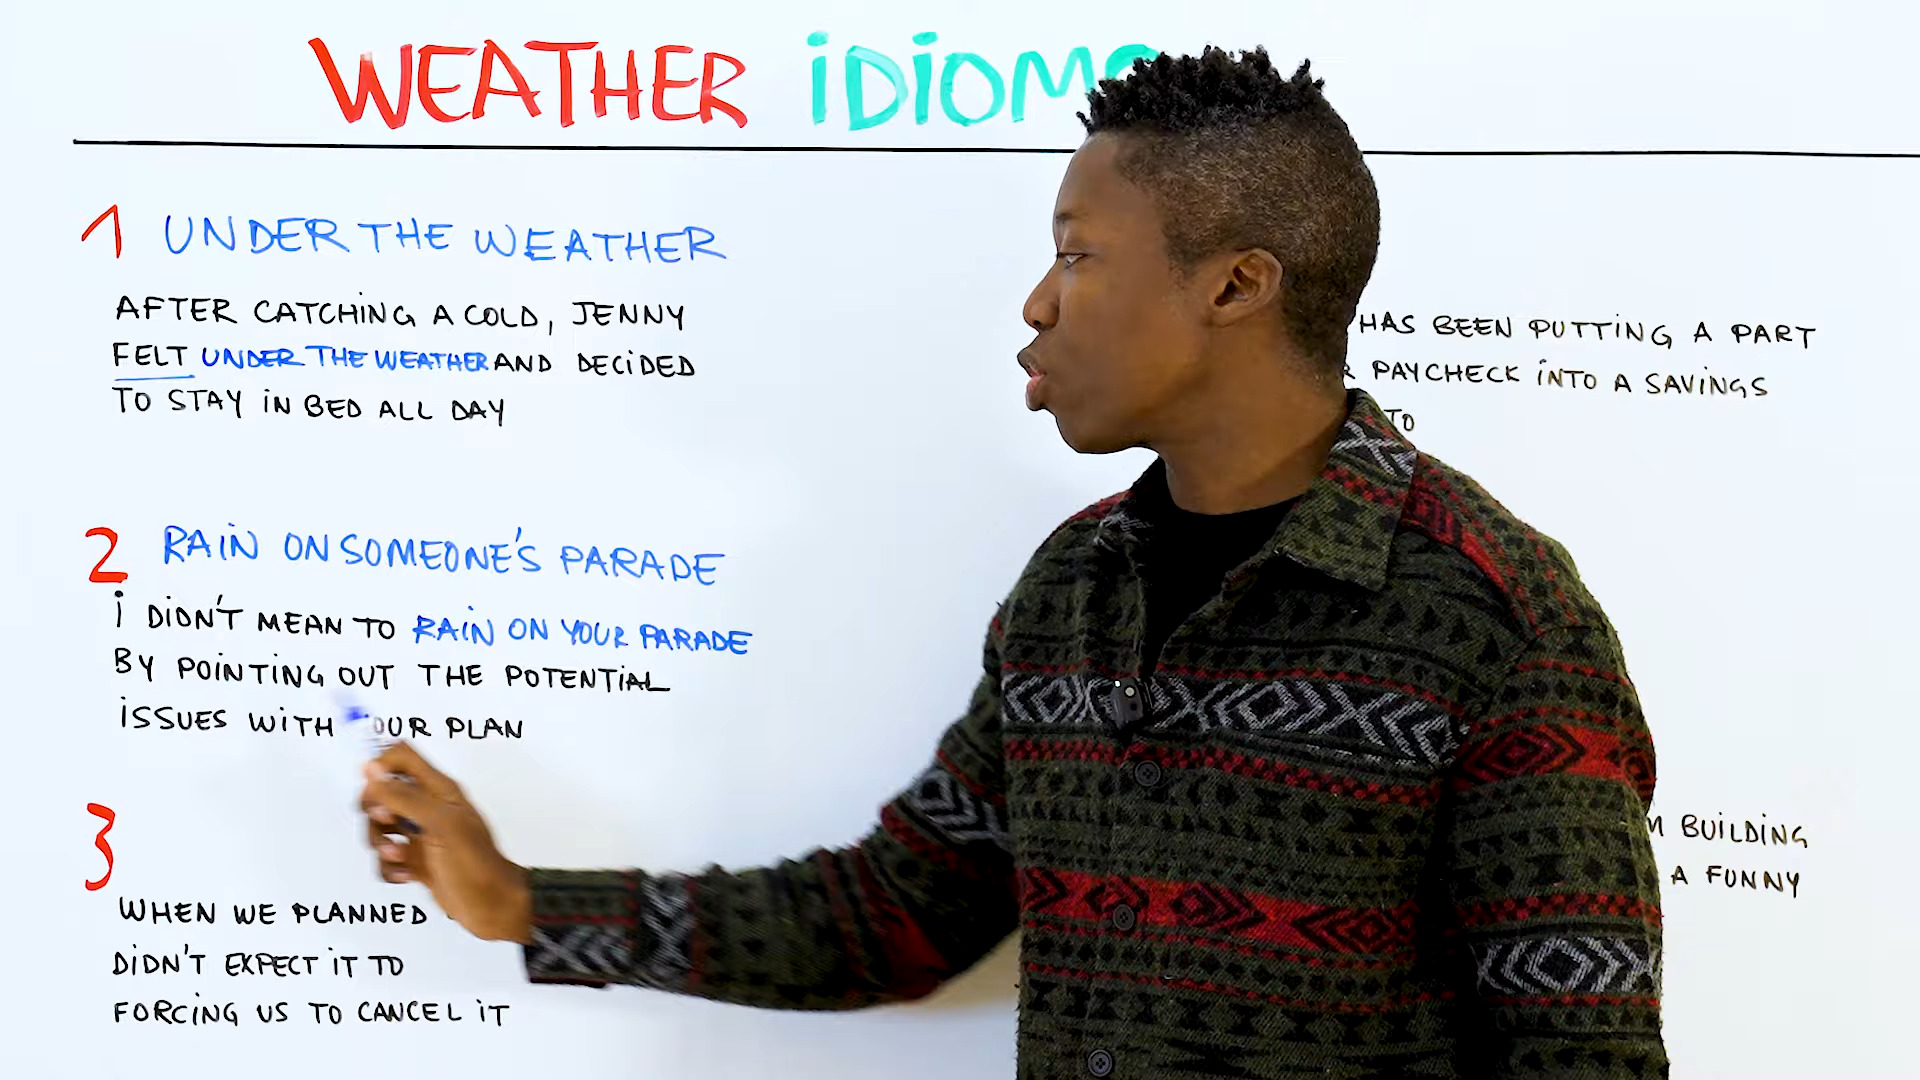 WEATHER iDiOM
1 UNDER THE WEATHER
AFTER CATCHiNG A COLD, JENNY
FELT UNDER THE WEATHER AND DECiDED
TO STAY iN BED ALL DAY
2 RAiN ON SOMEONE'S PARADE
i DiDN'T MEAN TO RAiN ON YOUR PARADE
BY POiNTiNG OUT THE POTENTiAL
iSSUES WiTH OUR PLAN
3
WHEN WE PLANNED
DiDN'T EXPECT iT TO
FORCiNG US TO CANCEL iT
HAS BEEN PUTTiNG A PART
PAYCHECK iNTO A SAViNGS
TO
BUiLDiNG
A FUNNY